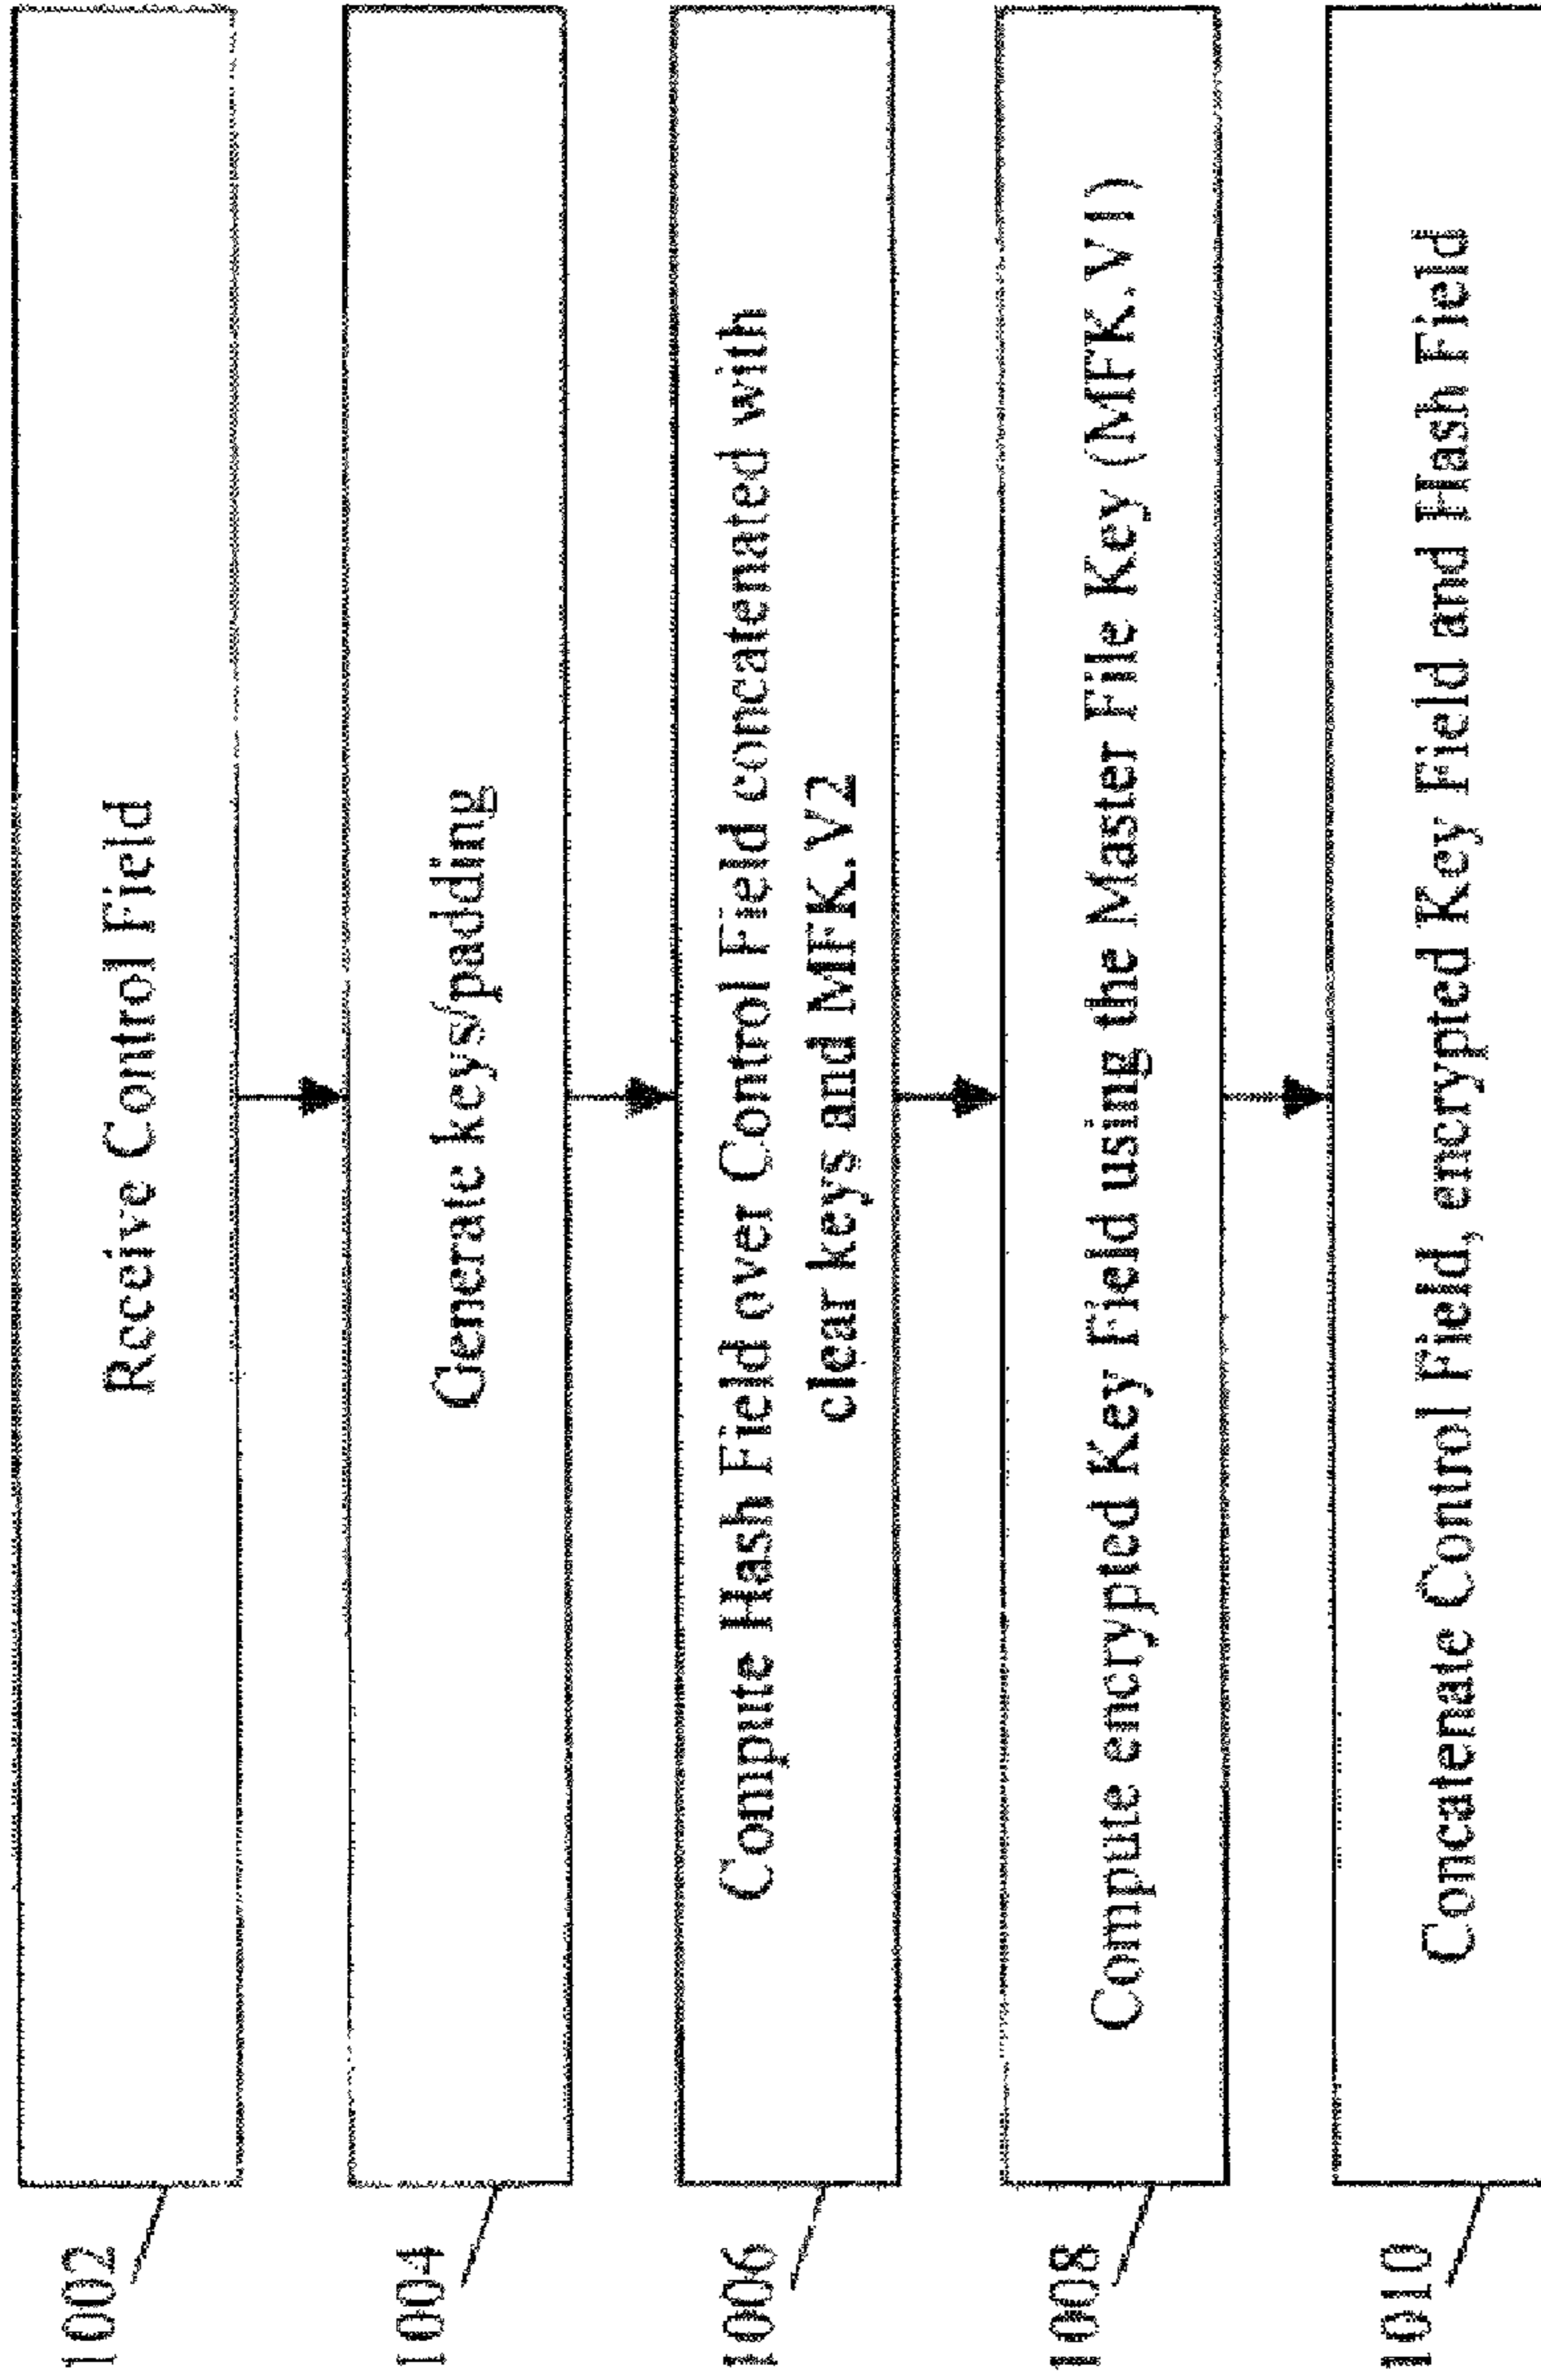 1002
Receive Control Field
1004
Generate keys/padding
1006
Compute Hash Field over Control Field concatenated with
clear keys and MFK.V2
1008
Compute encrypted Key Field using the Master File Key (MFK.V1)
1010
Concatenate Control Field, encrypted Key Field and Hash Field